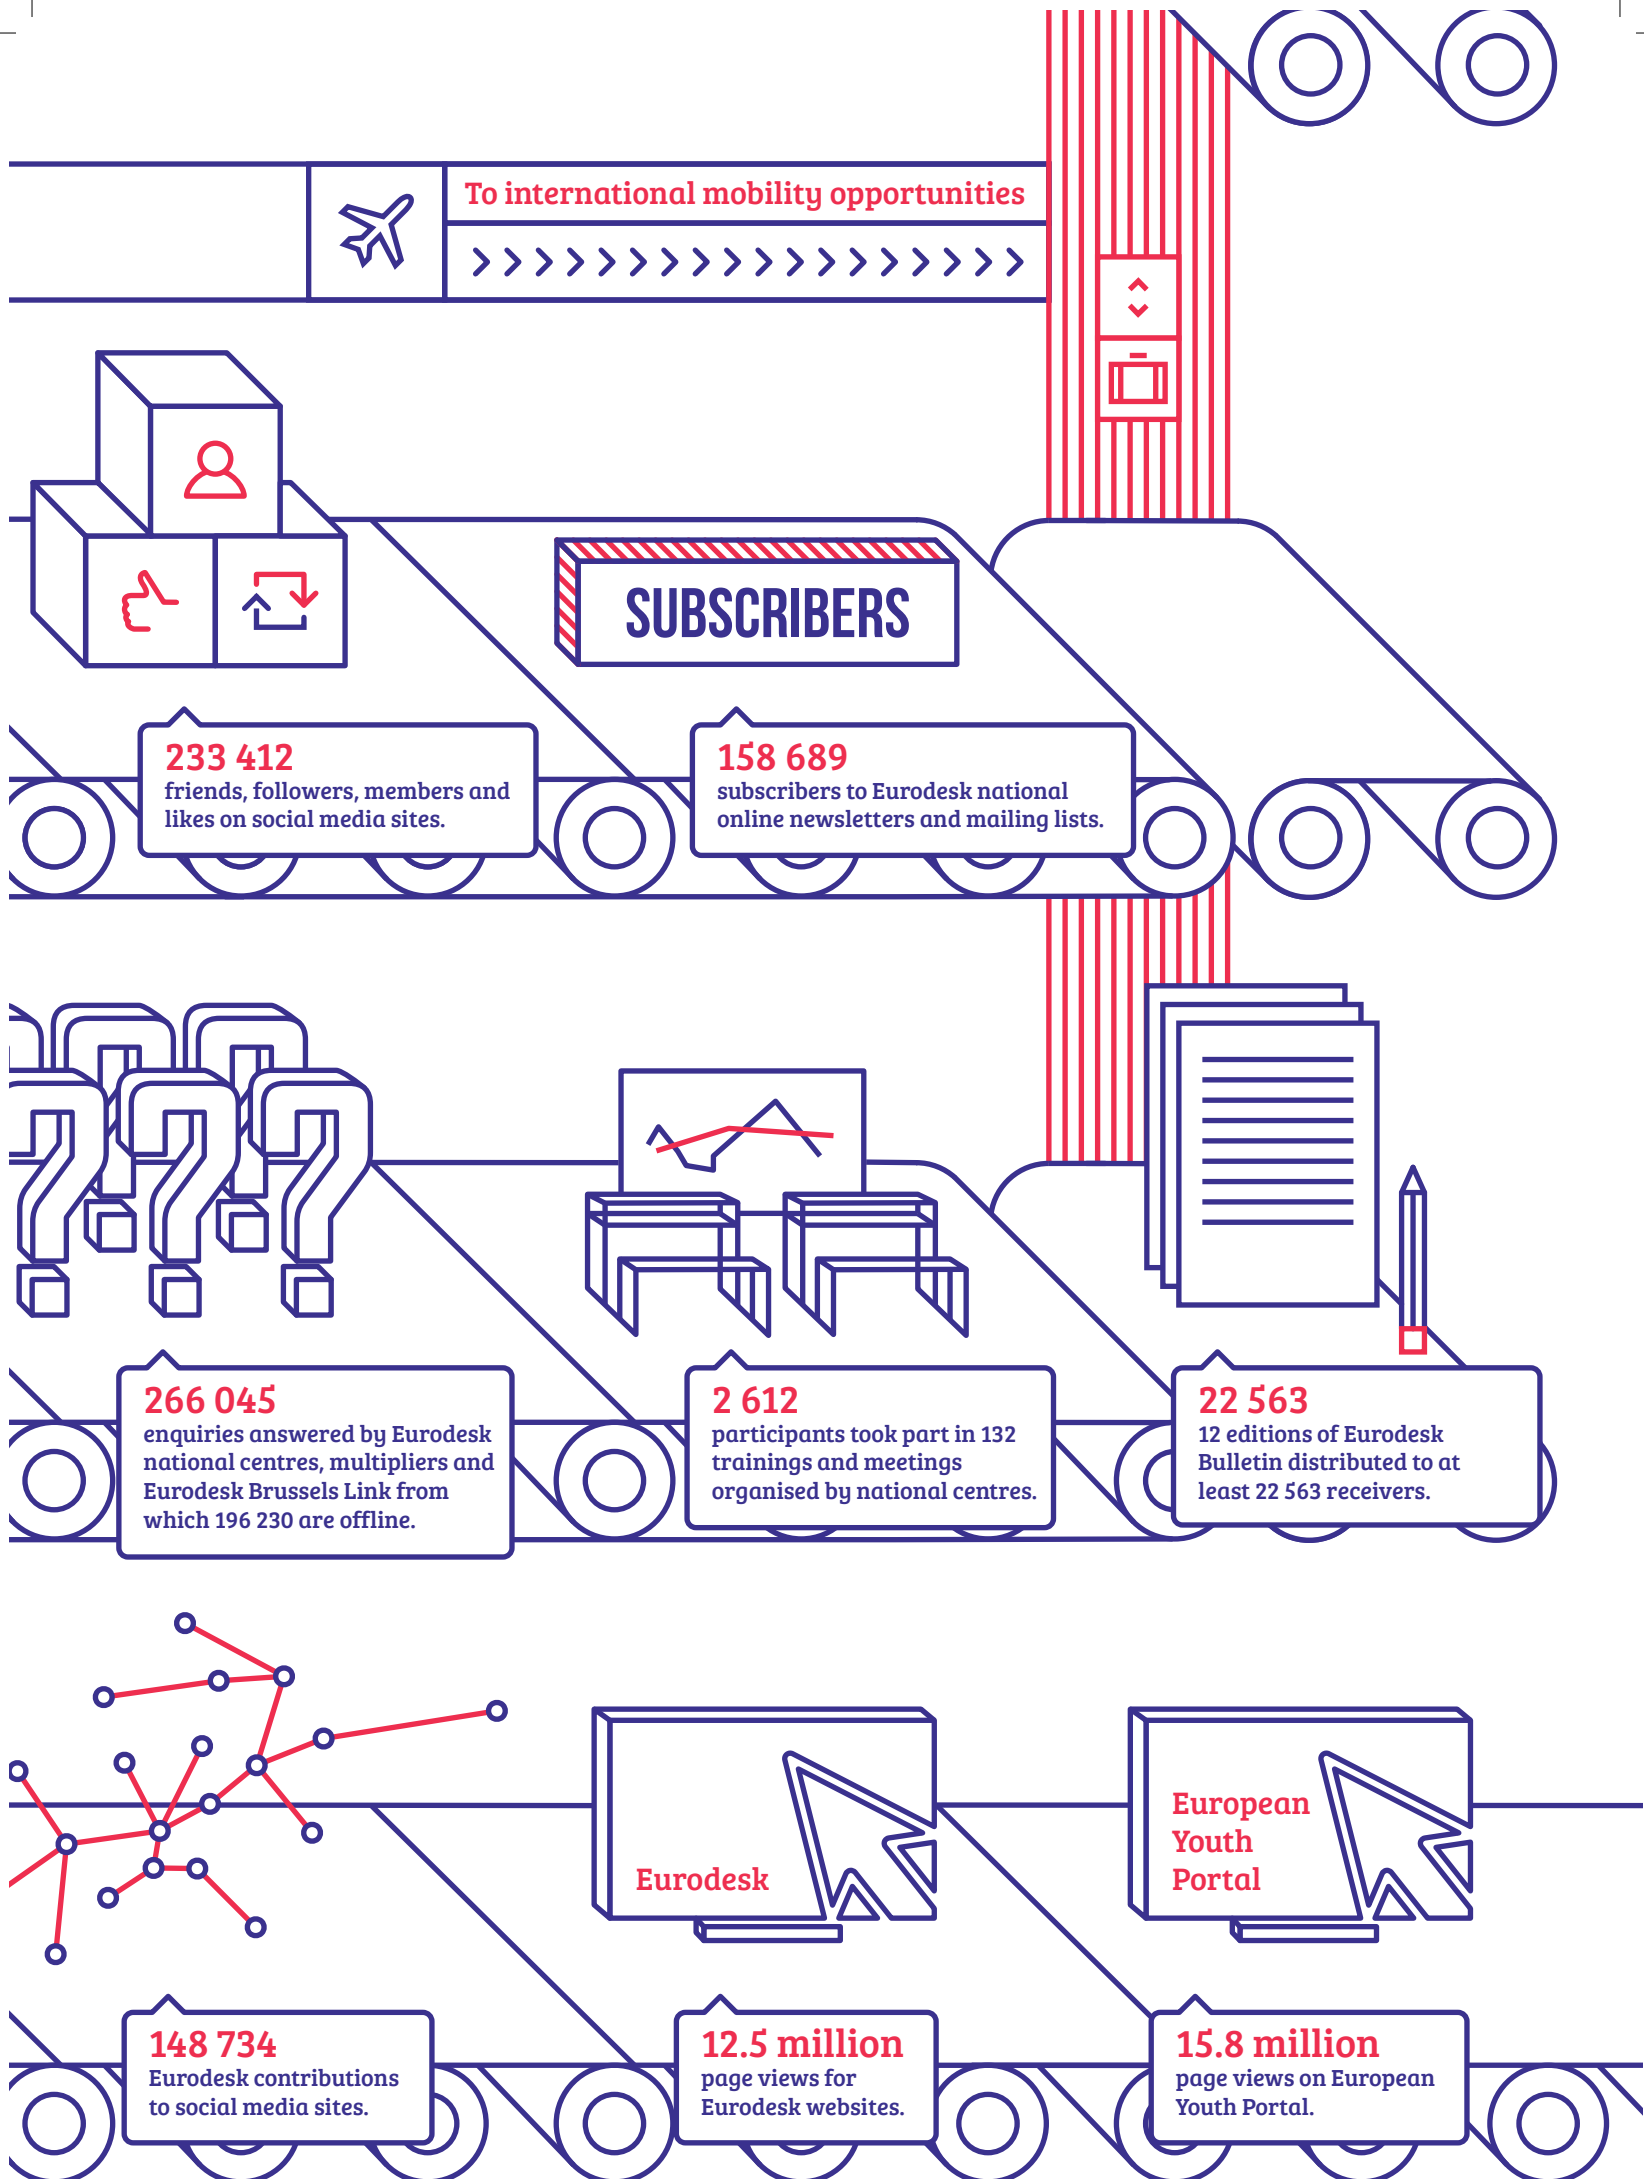 To international mobility opportunities
SUBSCRIBERS
233 412
friends, followers, members and
likes on social media sites.
158 689
subscribers to Eurodesk national
online newsletters and mailing lists.
266 045
enquiries answered by Eurodesk
national centres, multipliers and
Eurodesk Brussels Link from
which 196 230 are offline.
2 612
participants took part in 132
trainings and meetings
organised by national centres.
22 563
12 editions of Eurodesk
Bulletin distributed to at
least 22 563 receivers.
Eurodesk
European
Youth
Portal
148 734
Eurodesk contributions
to social media sites.
12.5 million
page views for
Eurodesk websites.
15.8 million
page views on European
Youth Portal.